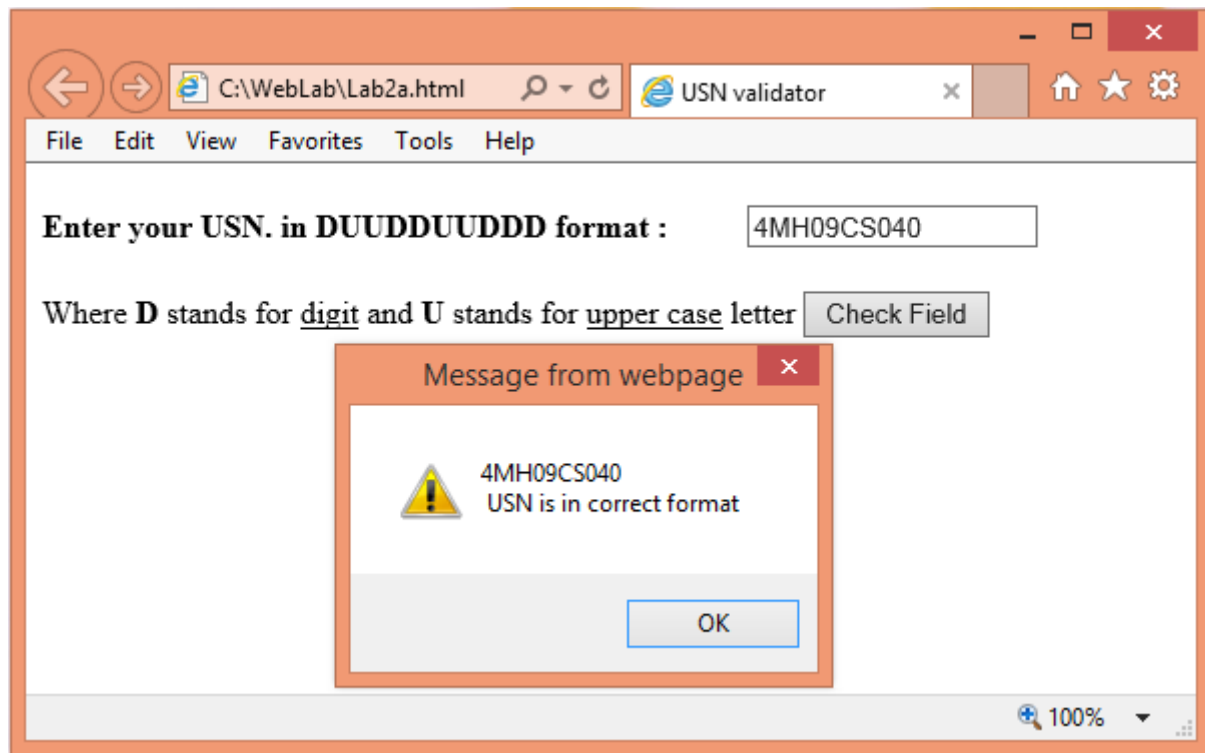 C:\WebLab\Lab2a.html
USN validator
File Edit View Favorites Tools Help
Enter your USN. in DUUDDUUDDD format : 4MH09CS040
Where D stands for digit and U stands for upper case letter Check Field
Message from webpage
4MH09CS040
USN is in correct format
OK
100%